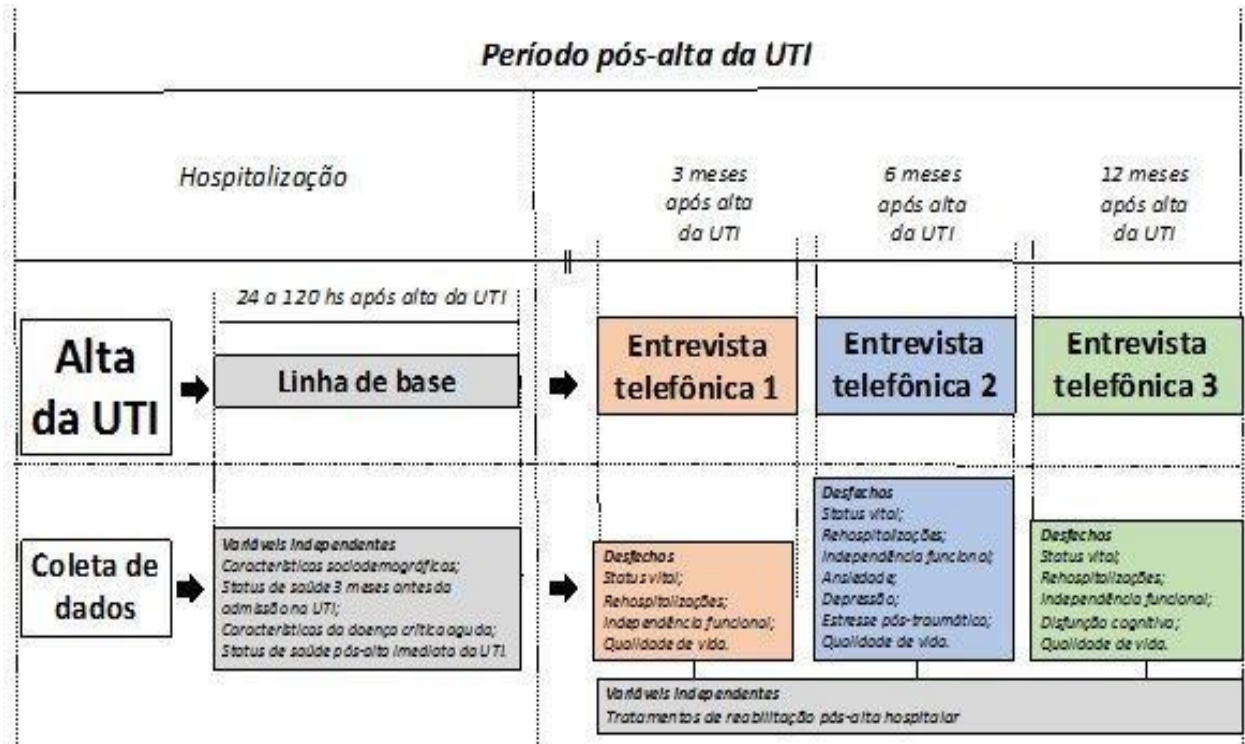 Período pós-alta da UTI
Hospitalização
3 meses
após alta
da UTI
6 meses
após alta
da UTI
12 meses
após alta
da UTI
24 a 120 hs após alta da UTI
Alta
da UTI
Linha de base
Entrevista
telefônica 1
Entrevista
telefônica 2
Entrevista
telefônica 3
Coleta de
dados
Variáveis Independentes
Características sociodemográficas;
Status de saúde 3 meses antes da
admissão na UTI;
Características da doença crítica aguda;
Status de saúde pós-alta imediata da UTI.
Desfechos
Status vital;
Rehospitalizações;
Independência funcional;
Qualidade de vida.
Desfechos
Status vital;
Rehospitalizações;
Independência funcional;
Ansiedade;
Depressão;
Estresse pós-traumático;
Qualidade de vida.
Desfechos
Status vital;
Rehospitalizações;
Independência funcional;
Disfunção cognitiva;
Qualidade de vida.
Variáveis Independentes
Tratamentos de reabilitação pós-alta hospitalar